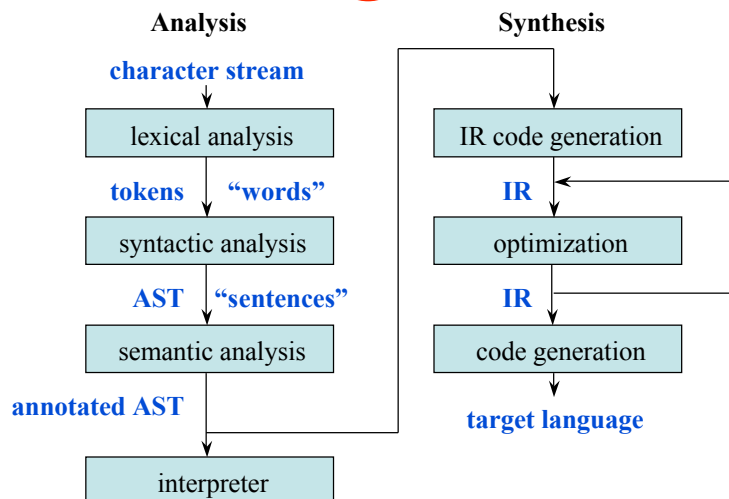 Analysis
character stream
lexical analysis
tokens “words”
syntactic analysis
AST “sentences”
semantic analysis
annotated AST
interpreter
Synthesis
IR code generation
IR
optimization
IR
code generation
target language